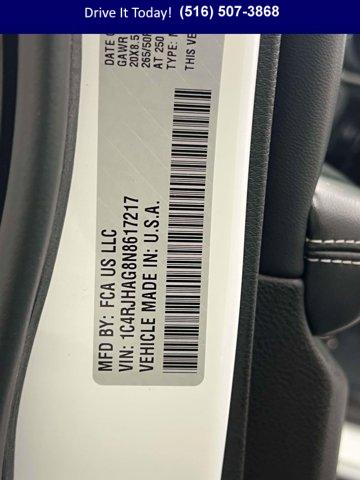 Drive It Today! (516) 507-3868
DATE
GAWR
20X8.5
265/50R
AT 250
TYPE:
THIS VE
MFD BY: FCA US LLC
VIN: 1C4RJHAG8N8617217
VEHICLE MADE IN: U.S.A.